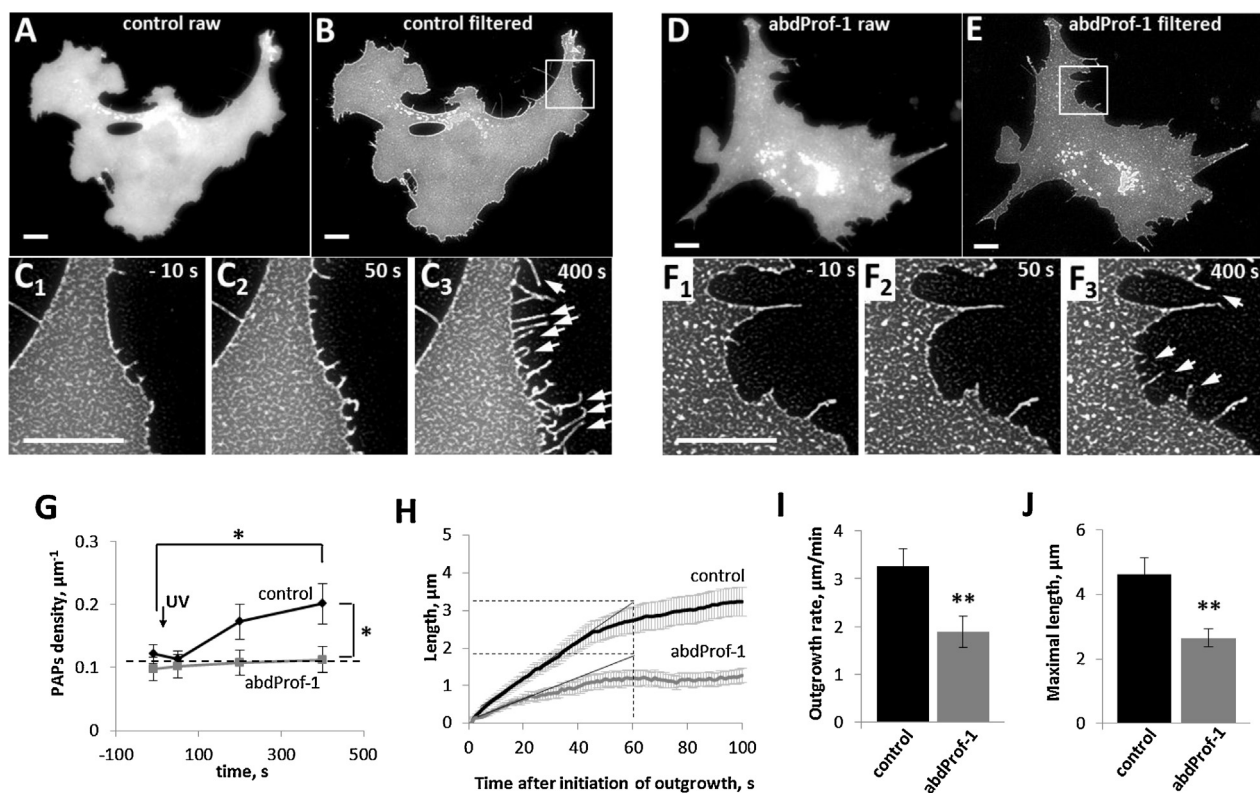 A control raw
B control filtered
D abdProf-1 raw
E abdProf-1 filtered
C1 - 10 s
C2 50 s
C3 400 s
F1 - 10 s
F2 50 s
F3 400 s
G
PAPs density, µm-1
0.3
0.2
0.1
0
-100 100 300 500
time, s
UV
control
abdProf-1
*
*
H
Length, µm
5
4
3
2
1
0
0 20 40 60 80 100
Time after initiation of outgrowth, s
control
abdProf-1
I
Outgrowth rate, µm/min
4
3
2
1
0
**
control
abdProf-1
J
Maximal length, µm
6
4
2
0
**
control
abdProf-1